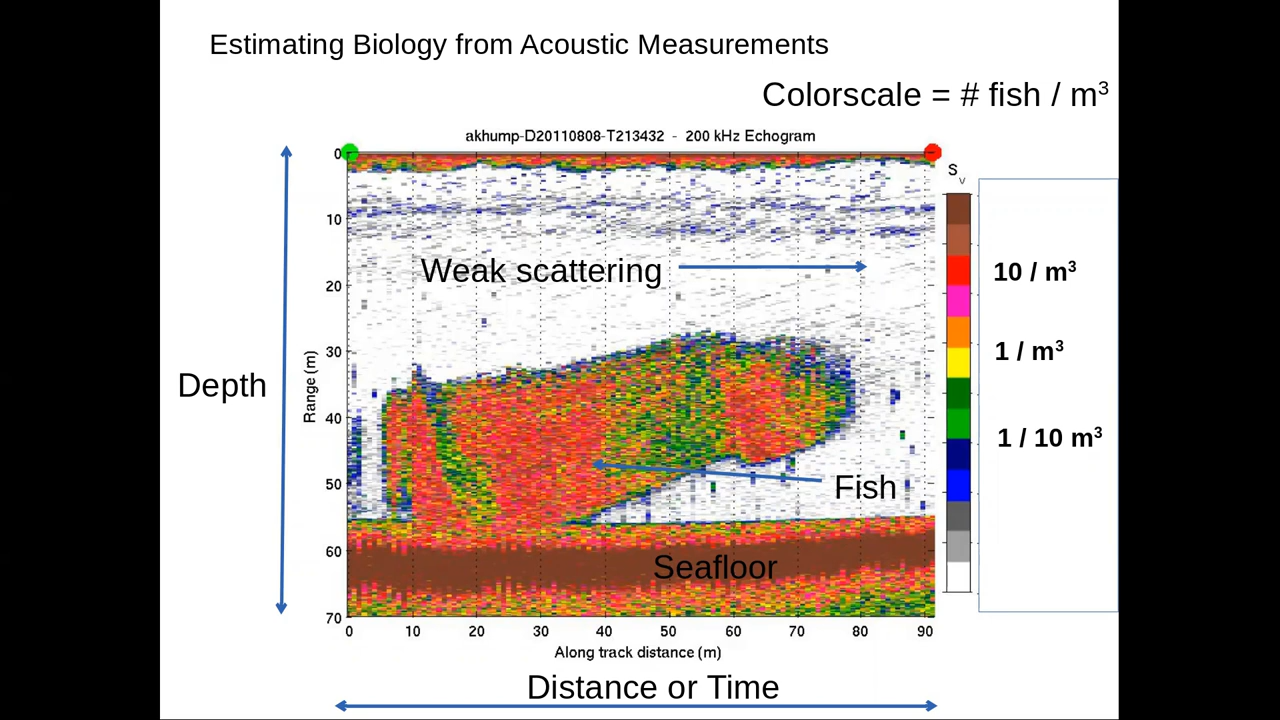 Estimating Biology from Acoustic Measurements
Colorscale = # fish / m³
akhump-D20110808-T213432 - 200 kHz Echogram
Sv
0
10
20
30
40
50
60
70
Range (m)
Depth
Weak scattering
Fish
Seafloor
10 / m³
1 / m³
1 / 10 m³
0 10 20 30 40 50 60 70 80 90
Along track distance (m)
Distance or Time